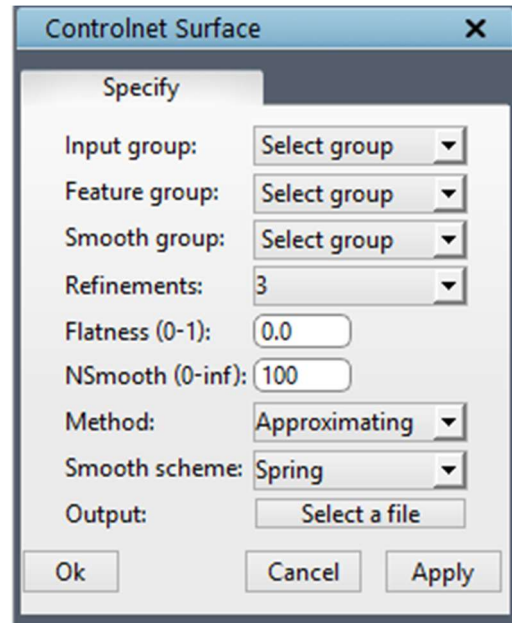 Controlnet Surface
Specify
Input group: Select group
Feature group: Select group
Smooth group: Select group
Refinements: 3
Flatness (0-1): 0.0
NSmooth (0-inf): 100
Method: Approximating
Smooth scheme: Spring
Output: Select a file
Ok Cancel Apply